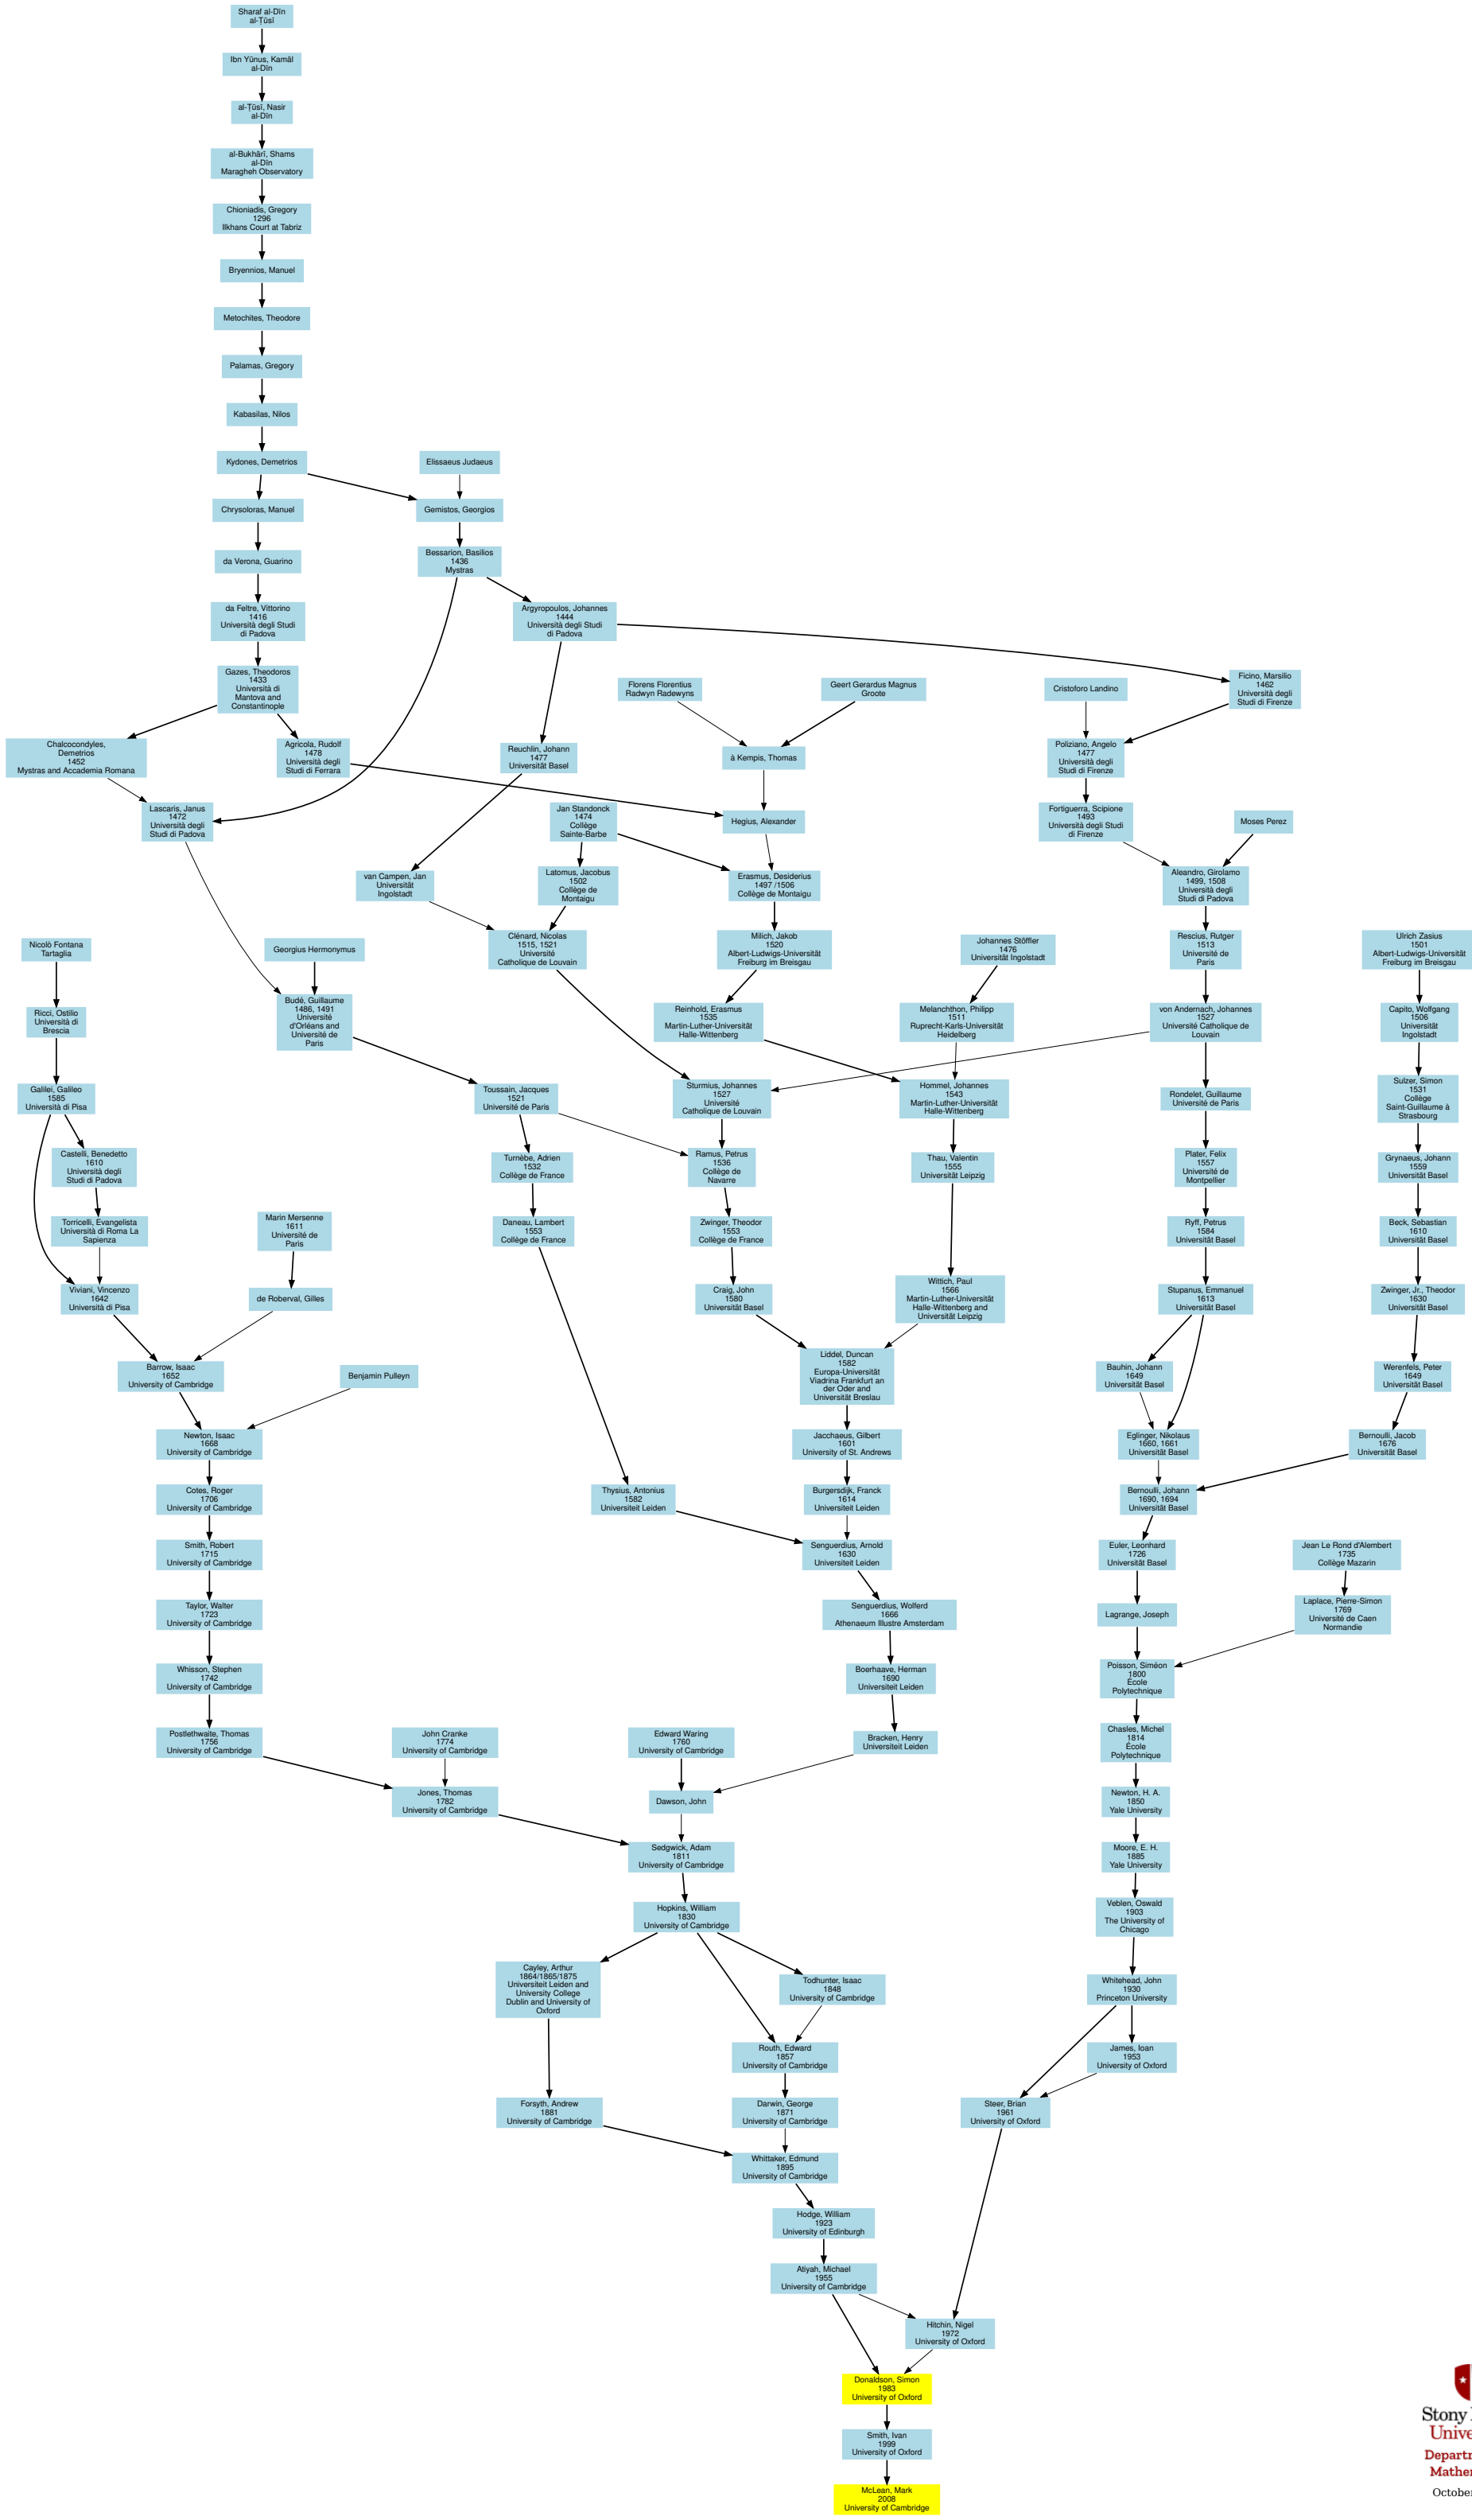 Sharaf al-Dīn
al-Ṭūsī
Ibn Yūnus, Kamāl
al-Dīn
al-Ṭūsī, Nasir
al-Dīn
al-Bukhārī, Shams
al-Dīn
Maragheh Observatory
Chioniadis, Gregory
1296
Ilkhans Court at Tabriz
Bryennios, Manuel
Metochites, Theodore
Palamas, Gregory
Kabasilas, Nilos
Kydones, Demetrios
Elissaeus Judaeus
Chrysoloras, Manuel
Gemistos, Georgios
da Verona, Guarino
Bessarion, Basilios
1436
Mystras
da Feltre, Vittorino
1416
Università degli Studi
di Padova
Argyropoulos, Johannes
1444
Università degli Studi
di Padova
Gazes, Theodoros
1433
Università di
Mantova and
Constantinople
Florens Florentius
Radwyn Radewyns
Geert Gerardus Magnus
Groote
Cristoforo Landino
Ficino, Marsilio
1462
Università degli
Studi di Firenze
Chalcocondyles,
Demetrios
1452
Mystras and Accademia Romana
Agricola, Rudolf
1478
Università degli
Studi di Ferrara
Reuchlin, Johann
1477
Universität Basel
à Kempis, Thomas
Poliziano, Angelo
1477
Università degli
Studi di Firenze
Lascaris, Janus
1472
Università degli
Studi di Padova
Jan Standonck
1474
Collège
Sainte-Barbe
Hegius, Alexander
Fortiguerra, Scipione
1493
Università degli Studi
di Firenze
Moses Perez
van Campen, Jan
Universität
Ingolstadt
Latomus, Jacobus
1502
Collège de
Montaigu
Erasmus, Desiderius
1497 /1506
Collège de Montaigu
Aleandro, Girolamo
1499, 1508
Università degli
Studi di Padova
Nicolò Fontana
Tartaglia
Georgius Hermonymus
Clénard, Nicolas
1515, 1521
Université
Catholique de Louvain
Milich, Jakob
1520
Albert-Ludwigs-Universität
Freiburg im Breisgau
Johannes Stöffler
1476
Universität Ingolstadt
Rescius, Rutger
1513
Université de
Paris
Ulrich Zasius
1501
Albert-Ludwigs-Universität
Freiburg im Breisgau
Ricci, Ostilio
Università di
Brescia
Budé, Guillaume
1486, 1491
Université
d'Orléans and
Université de
Paris
Reinhold, Erasmus
1535
Martin-Luther-Universität
Halle-Wittenberg
Melanchthon, Philipp
1511
Ruprecht-Karls-Universität
Heidelberg
von Andernach, Johannes
1527
Université Catholique de
Louvain
Capito, Wolfgang
1506
Universität
Ingolstadt
Galilei, Galileo
1585
Università di Pisa
Toussain, Jacques
1521
Université de Paris
Sturmius, Johannes
1527
Université
Catholique de Louvain
Hommel, Johannes
1543
Martin-Luther-Universität
Halle-Wittenberg
Rondelet, Guillaume
Université de Paris
Sulzer, Simon
1531
Collège
Saint-Guillaume à
Strasbourg
Castelli, Benedetto
1610
Università degli
Studi di Padova
Turnèbe, Adrien
1532
Collège de France
Ramus, Petrus
1536
Collège de
Navarre
Thau, Valentin
1555
Universität Leipzig
Plater, Felix
1557
Université de
Montpellier
Grynaeus, Johann
1559
Universität Basel
Torricelli, Evangelista
Università di Roma La
Sapienza
Marin Mersenne
1611
Université de
Paris
Daneau, Lambert
1553
Collège de France
Zwinger, Theodor
1553
Collège de France
Ryff, Petrus
1584
Universität Basel
Beck, Sebastian
1610
Universität Basel
Viviani, Vincenzo
1642
Università di Pisa
de Roberval, Gilles
Craig, John
1580
Universität Basel
Wittich, Paul
1566
Martin-Luther-Universität
Halle-Wittenberg and
Universität Leipzig
Stupanus, Emmanuel
1613
Universität Basel
Zwinger, Jr., Theodor
1630
Universität Basel
Barrow, Isaac
1652
University of Cambridge
Benjamin Pulleyn
Liddel, Duncan
1582
Europa-Universität
Viadrina Frankfurt an
der Oder and
Universität Breslau
Bauhin, Johann
1649
Universität Basel
Werenfels, Peter
1649
Universität Basel
Newton, Isaac
1668
University of Cambridge
Jacchaeus, Gilbert
1601
University of St. Andrews
Eglinger, Nikolaus
1660, 1661
Universität Basel
Bernoulli, Jacob
1676
Universität Basel
Cotes, Roger
1706
University of Cambridge
Thysius, Antonius
1582
Universiteit Leiden
Burgersdijk, Franck
1614
Universiteit Leiden
Bernoulli, Johann
1690, 1694
Universität Basel
Smith, Robert
1715
University of Cambridge
Senguerdius, Arnold
1630
Universiteit Leiden
Euler, Leonhard
1726
Universität Basel
Jean Le Rond d'Alembert
1735
Collège Mazarin
Taylor, Walter
1723
University of Cambridge
Senguerdius, Wolferd
1666
Athenaeum Illustre Amsterdam
Lagrange, Joseph
Laplace, Pierre-Simon
1769
Université de Caen
Normandie
Whisson, Stephen
1742
University of Cambridge
Boerhaave, Herman
1690
Universiteit Leiden
Poisson, Siméon
1800
École
Polytechnique
Postlethwaite, Thomas
1756
University of Cambridge
John Cranke
1774
University of Cambridge
Edward Waring
1760
University of Cambridge
Bracken, Henry
Universiteit Leiden
Chasles, Michel
1814
École
Polytechnique
Jones, Thomas
1782
University of Cambridge
Dawson, John
Newton, H. A.
1850
Yale University
Sedgwick, Adam
1811
University of Cambridge
Moore, E. H.
1885
Yale University
Hopkins, William
1830
University of Cambridge
Veblen, Oswald
1903
The University of
Chicago
Cayley, Arthur
1864/1865/1875
Universiteit Leiden and
University College
Dublin and University of
Oxford
Todhunter, Isaac
1848
University of Cambridge
Whitehead, John
1930
Princeton University
Routh, Edward
1857
University of Cambridge
James, Ioan
1953
University of Oxford
Forsyth, Andrew
1881
University of Cambridge
Darwin, George
1871
University of Cambridge
Steer, Brian
1961
University of Oxford
Whittaker, Edmund
1895
University of Cambridge
Hodge, William
1923
University of Edinburgh
Atiyah, Michael
1955
University of Cambridge
Hitchin, Nigel
1972
University of Oxford
Donaldson, Simon
1983
University of Oxford
Smith, Ivan
1999
University of Oxford
McLean, Mark
2008
University of Cambridge
Stony
Unive
Departm
Mather
October